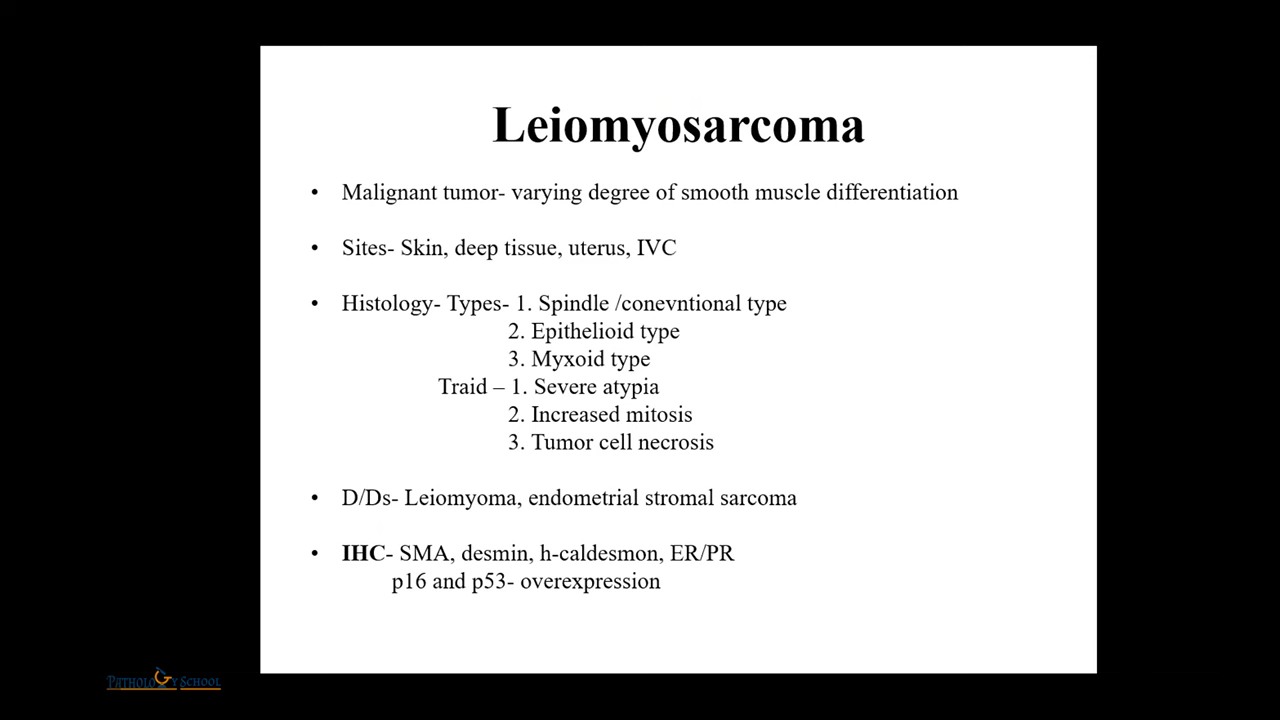 Leiomyosarcoma
• Malignant tumor- varying degree of smooth muscle differentiation
• Sites- Skin, deep tissue, uterus, IVC
• Histology- Types- 1. Spindle /conevntional type
2. Epithelioid type
3. Myxoid type
Traid – 1. Severe atypia
2. Increased mitosis
3. Tumor cell necrosis
• D/Ds- Leiomyoma, endometrial stromal sarcoma
• IHC- SMA, desmin, h-caldesmon, ER/PR
p16 and p53- overexpression
PATHOLOGY SCHOOL